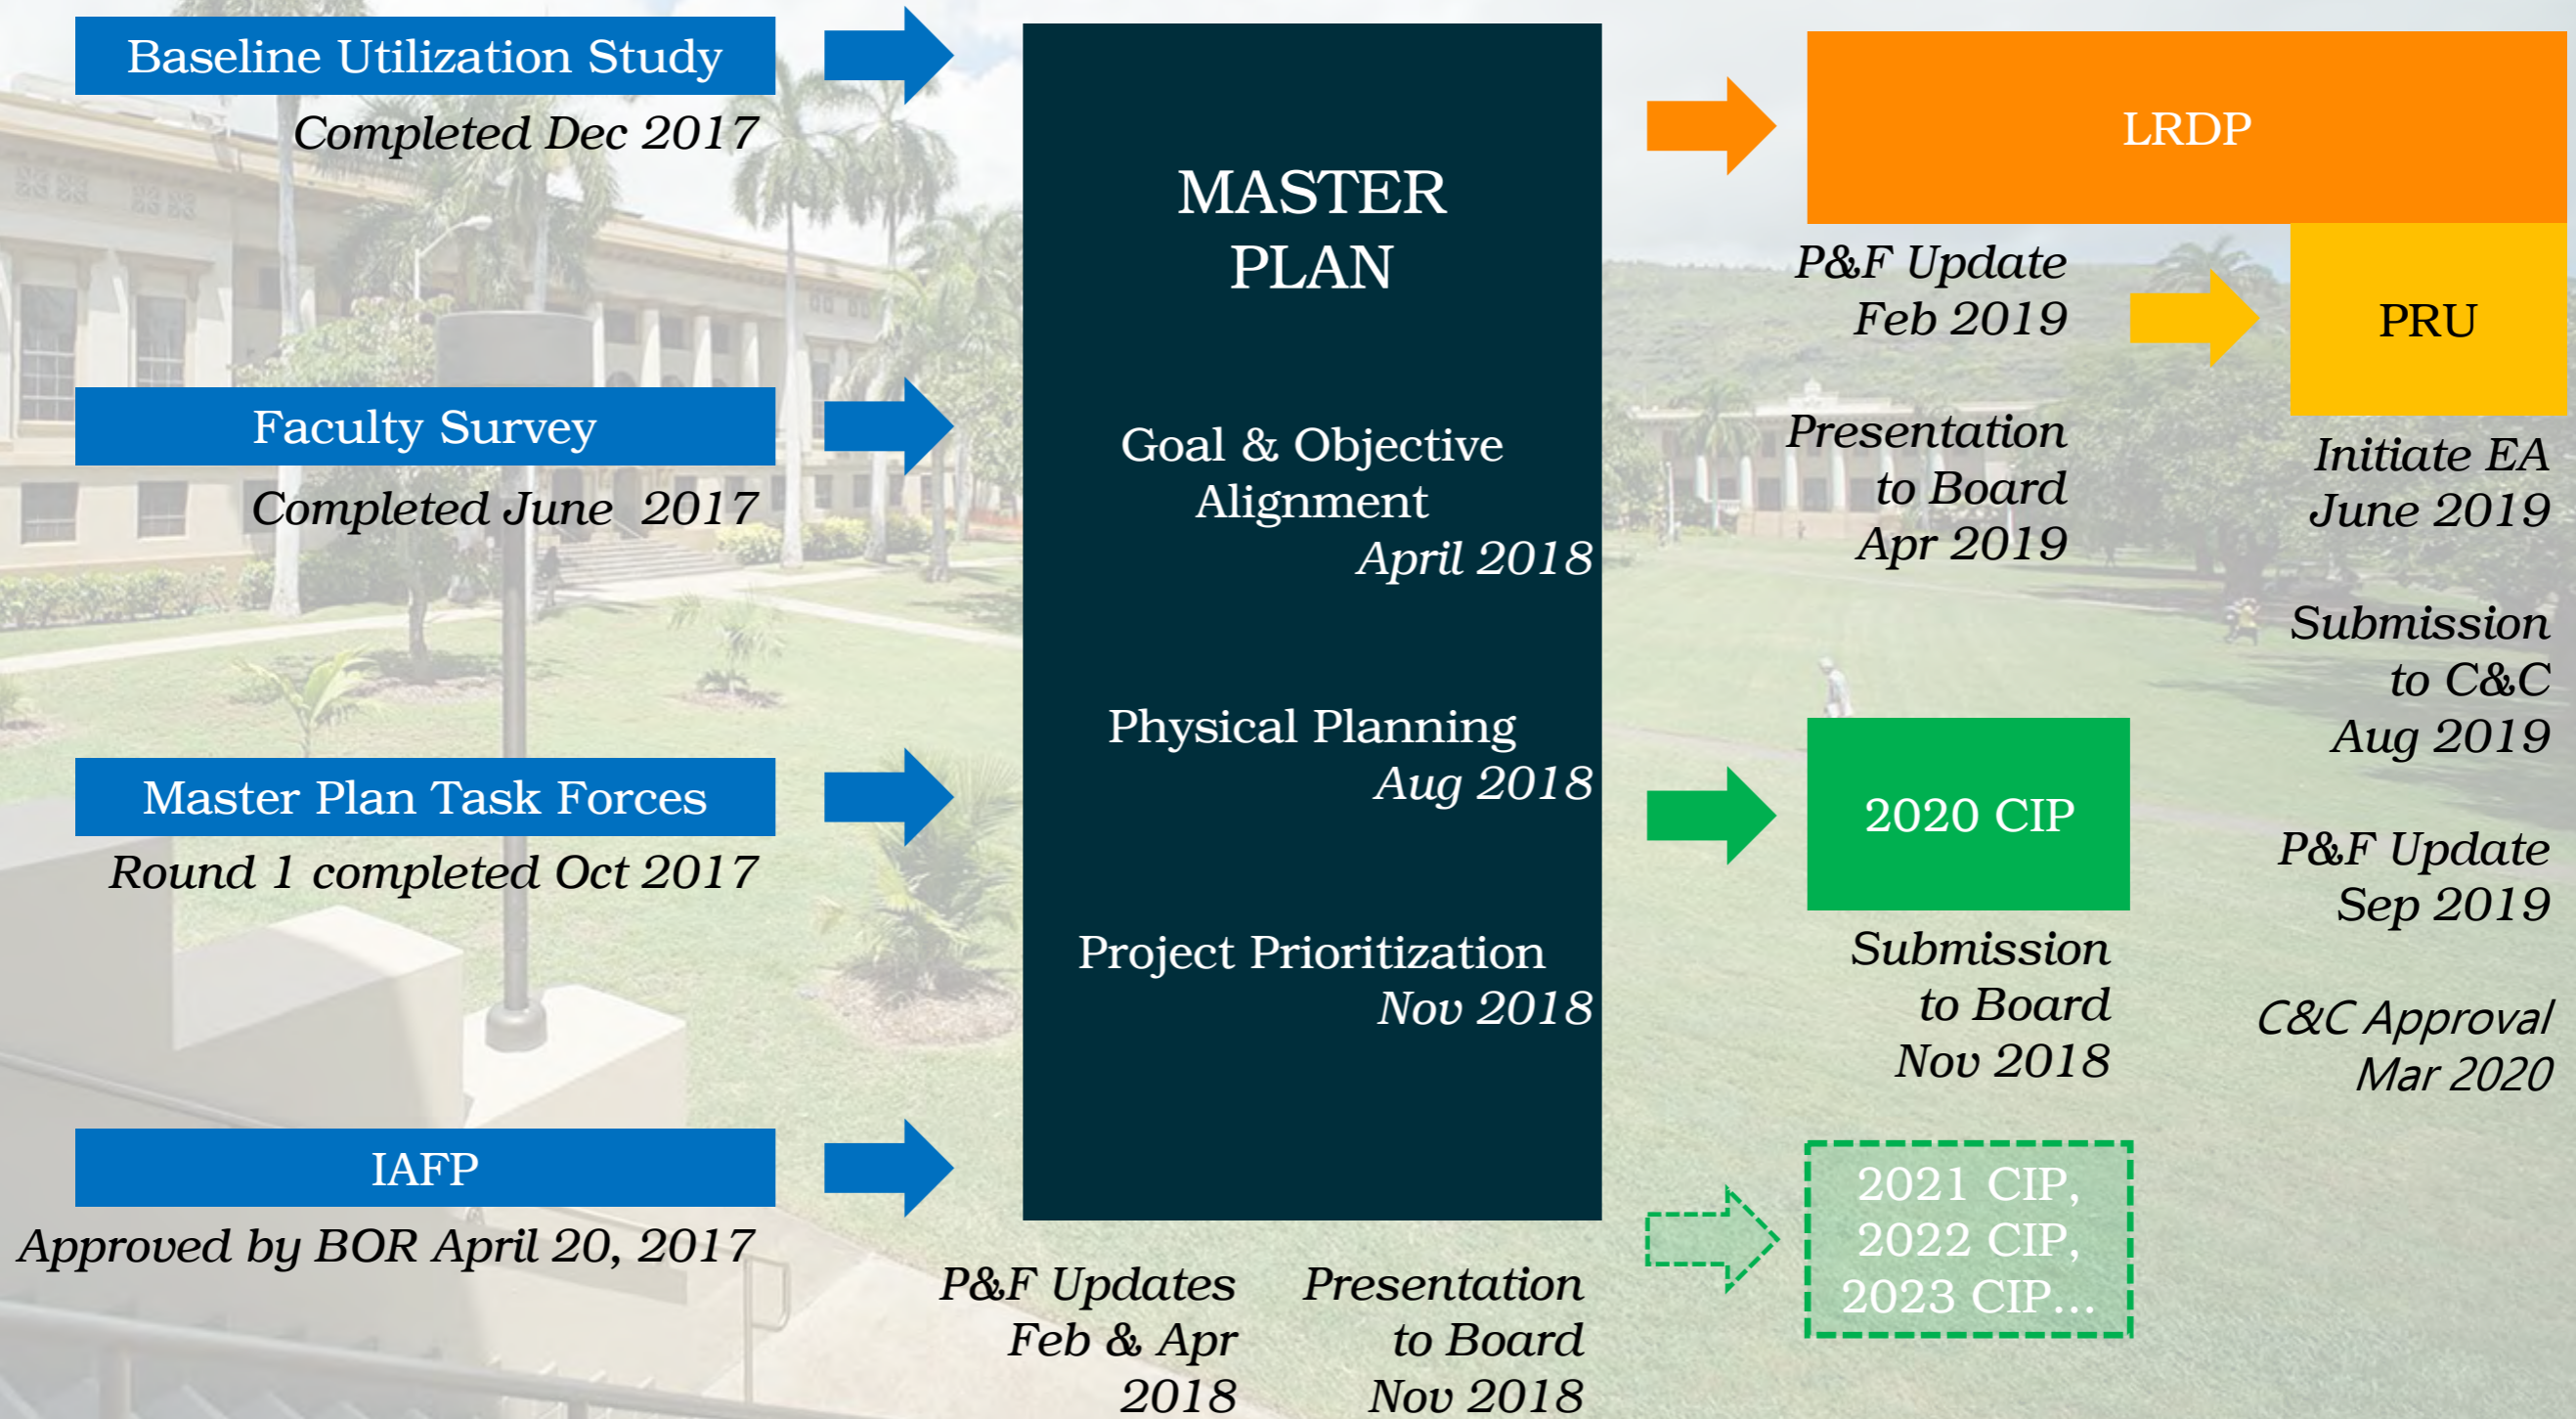 Baseline Utilization Study
Completed Dec 2017
Faculty Survey
Completed June 2017
Master Plan Task Forces
Round 1 completed Oct 2017
IAFP
Approved by BOR April 20, 2017
MASTER
PLAN
Goal & Objective
Alignment
April 2018
Physical Planning
Aug 2018
Project Prioritization
Nov 2018
P&F Updates
Feb & Apr
2018
Presentation
to Board
Nov 2018
LRDP
P&F Update
Feb 2019
Presentation
to Board
Apr 2019
PRU
Initiate EA
June 2019
Submission
to C&C
Aug 2019
P&F Update
Sep 2019
C&C Approval
Mar 2020
2020 CIP
Submission
to Board
Nov 2018
2021 CIP,
2022 CIP,
2023 CIP...